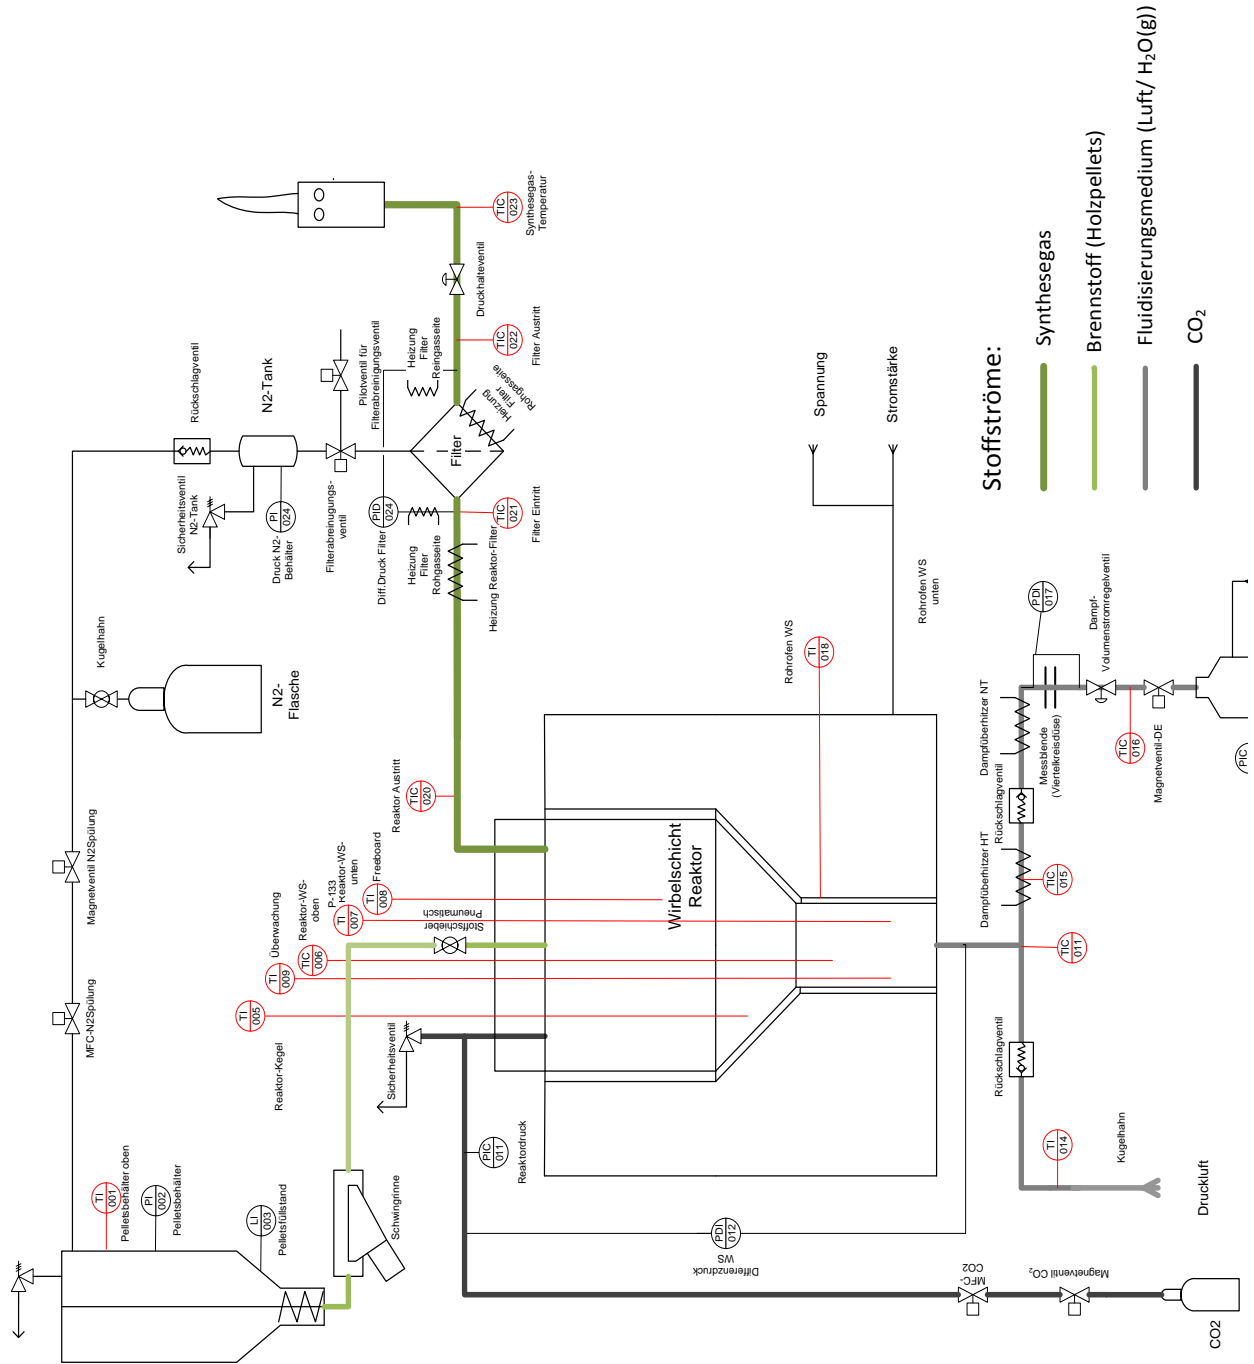 Rückschlagventil
N2-Tank
Sicherheitsventil
N2-Tank
PI
024
Druck N2-
Behälter
Filterabreinugungs-
ventil
Pilotventil für
Filterabreinigungsventil
Heizung
Filter
Reingasseite
Heizung
Filter
Rohgasseite
Filter
PID
024
Diff.Druck Filter
Heizung
Filter
Rohgasseite
TIC
021
Filter Eintritt
Heizung Reaktor-Filter
TIC
022
Filter Austritt
Druckhalteventil
TIC
023
Synthesegas-
Temperatur
Kugelhahn
N2-
Flasche
Magnetventil N2Spülung
MFC-N2Spülung
TI
001
Pelletsbehälter oben
PI
002
Pelletsbehälter
LI
003
Pelletsfüllstand
Schwingrinne
Reaktor Austritt
TIC
020
Freeboard
TI
008
P-133
Reaktor-WS-
unten
TI
007
Stoffschieber
Pneumatisch
Reaktor-WS-
oben
TIC
006
Überwachung
TI
009
TI
005
Reaktor-Kegel
Sicherheitsventil
PIC
011
Reaktordruck
PDI
012
Differenzdruck
WS
MFC-
CO2
Magnetventil CO2
CO2
Wirbelschicht
Reaktor
Spannung
Stromstärke
Rohrofen WS
unten
Rohrofen WS
TI
018
PDI
017
Dampf-
Volumenstromregelventil
Messblende
(Viertelkreisdüse)
Dampfüberhitzer NT
TIC
016
Magnetventil-DE
PIC
Rückschlagventil
Dampfüberhitzer HT
TIC
015
TIC
011
Rückschlagventil
TI
014
Kugelhahn
Druckluft
Stoffströme:
Synthesegas
Brennstoff (Holzpellets)
Fluidisierungsmedium (Luft/ H2O(g))
CO2